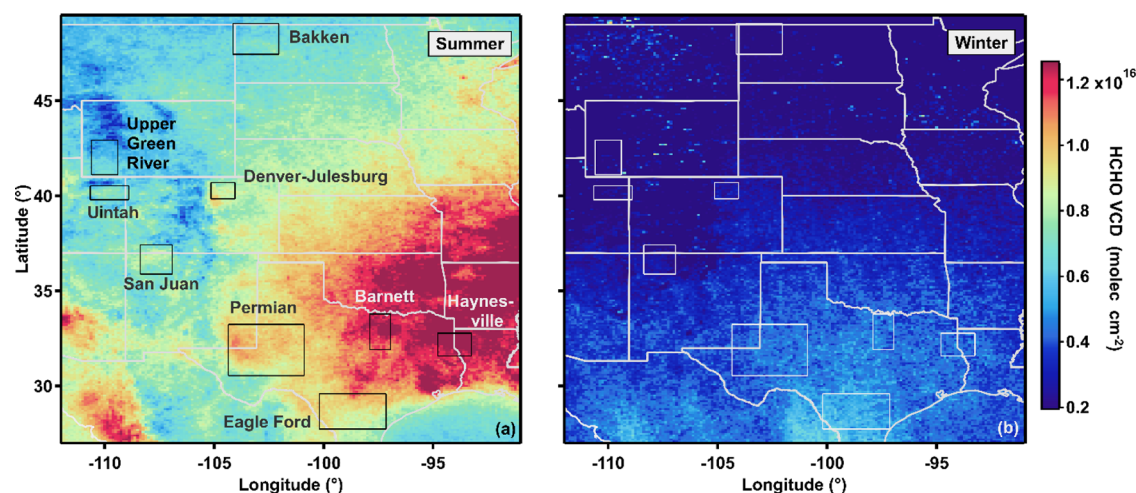 Bakken
Summer
Upper
Green
River
Denver-Julesburg
Uintah
San Juan
Permian
Barnett
Haynes-
ville
Eagle Ford
(a)
45
40
35
30
Latitude (°)
-110
-105
-100
-95
Longitude (°)
Winter
(b)
-110
-105
-100
-95
Longitude (°)
1.2 x10¹⁶
1.0
0.8
0.6
0.4
0.2
HCHO VCD (molec cm⁻²)